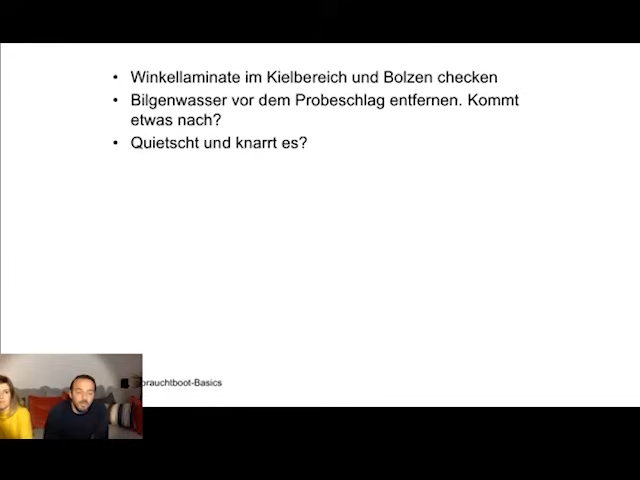 • Winkellaminate im Kielbereich und Bolzen checken
• Bilgenwasser vor dem Probeschlag entfernen. Kommt
etwas nach?
• Quietscht und knarrt es?
brauchtboot-Basics